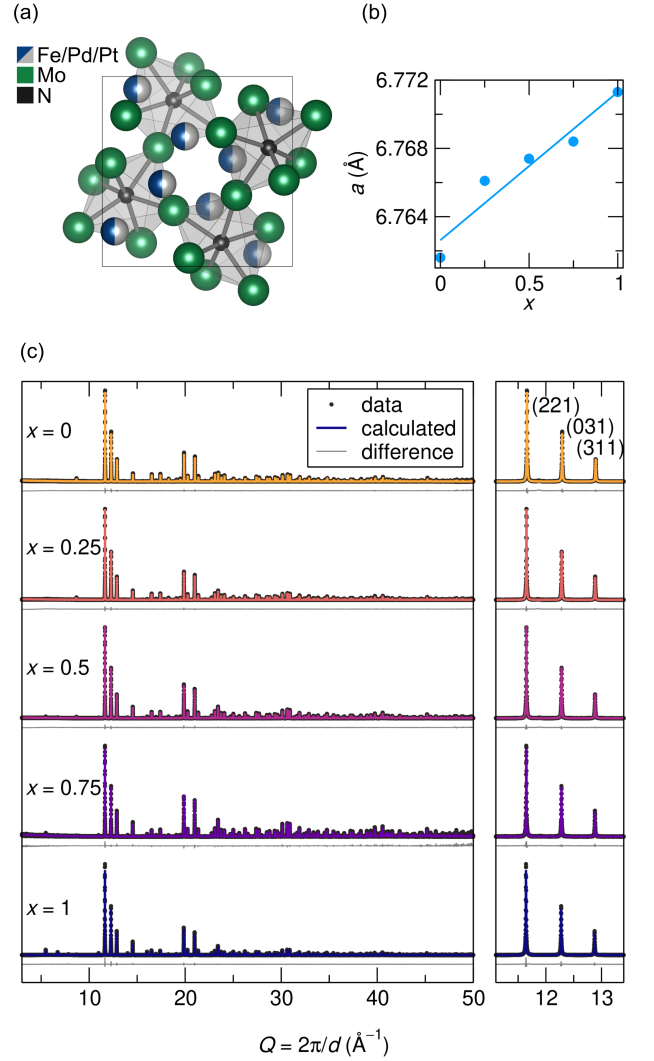 (a)
Fe/Pd/Pt
Mo
N
(b)
6.772
6.768
6.764
a (Å)
0
0.5
1
x
(c)
data
calculated
difference
x = 0
x = 0.25
x = 0.5
x = 0.75
x = 1
(221)
(031)
(311)
10
20
30
40
50
12
13
Q = 2π/d (Å⁻¹)